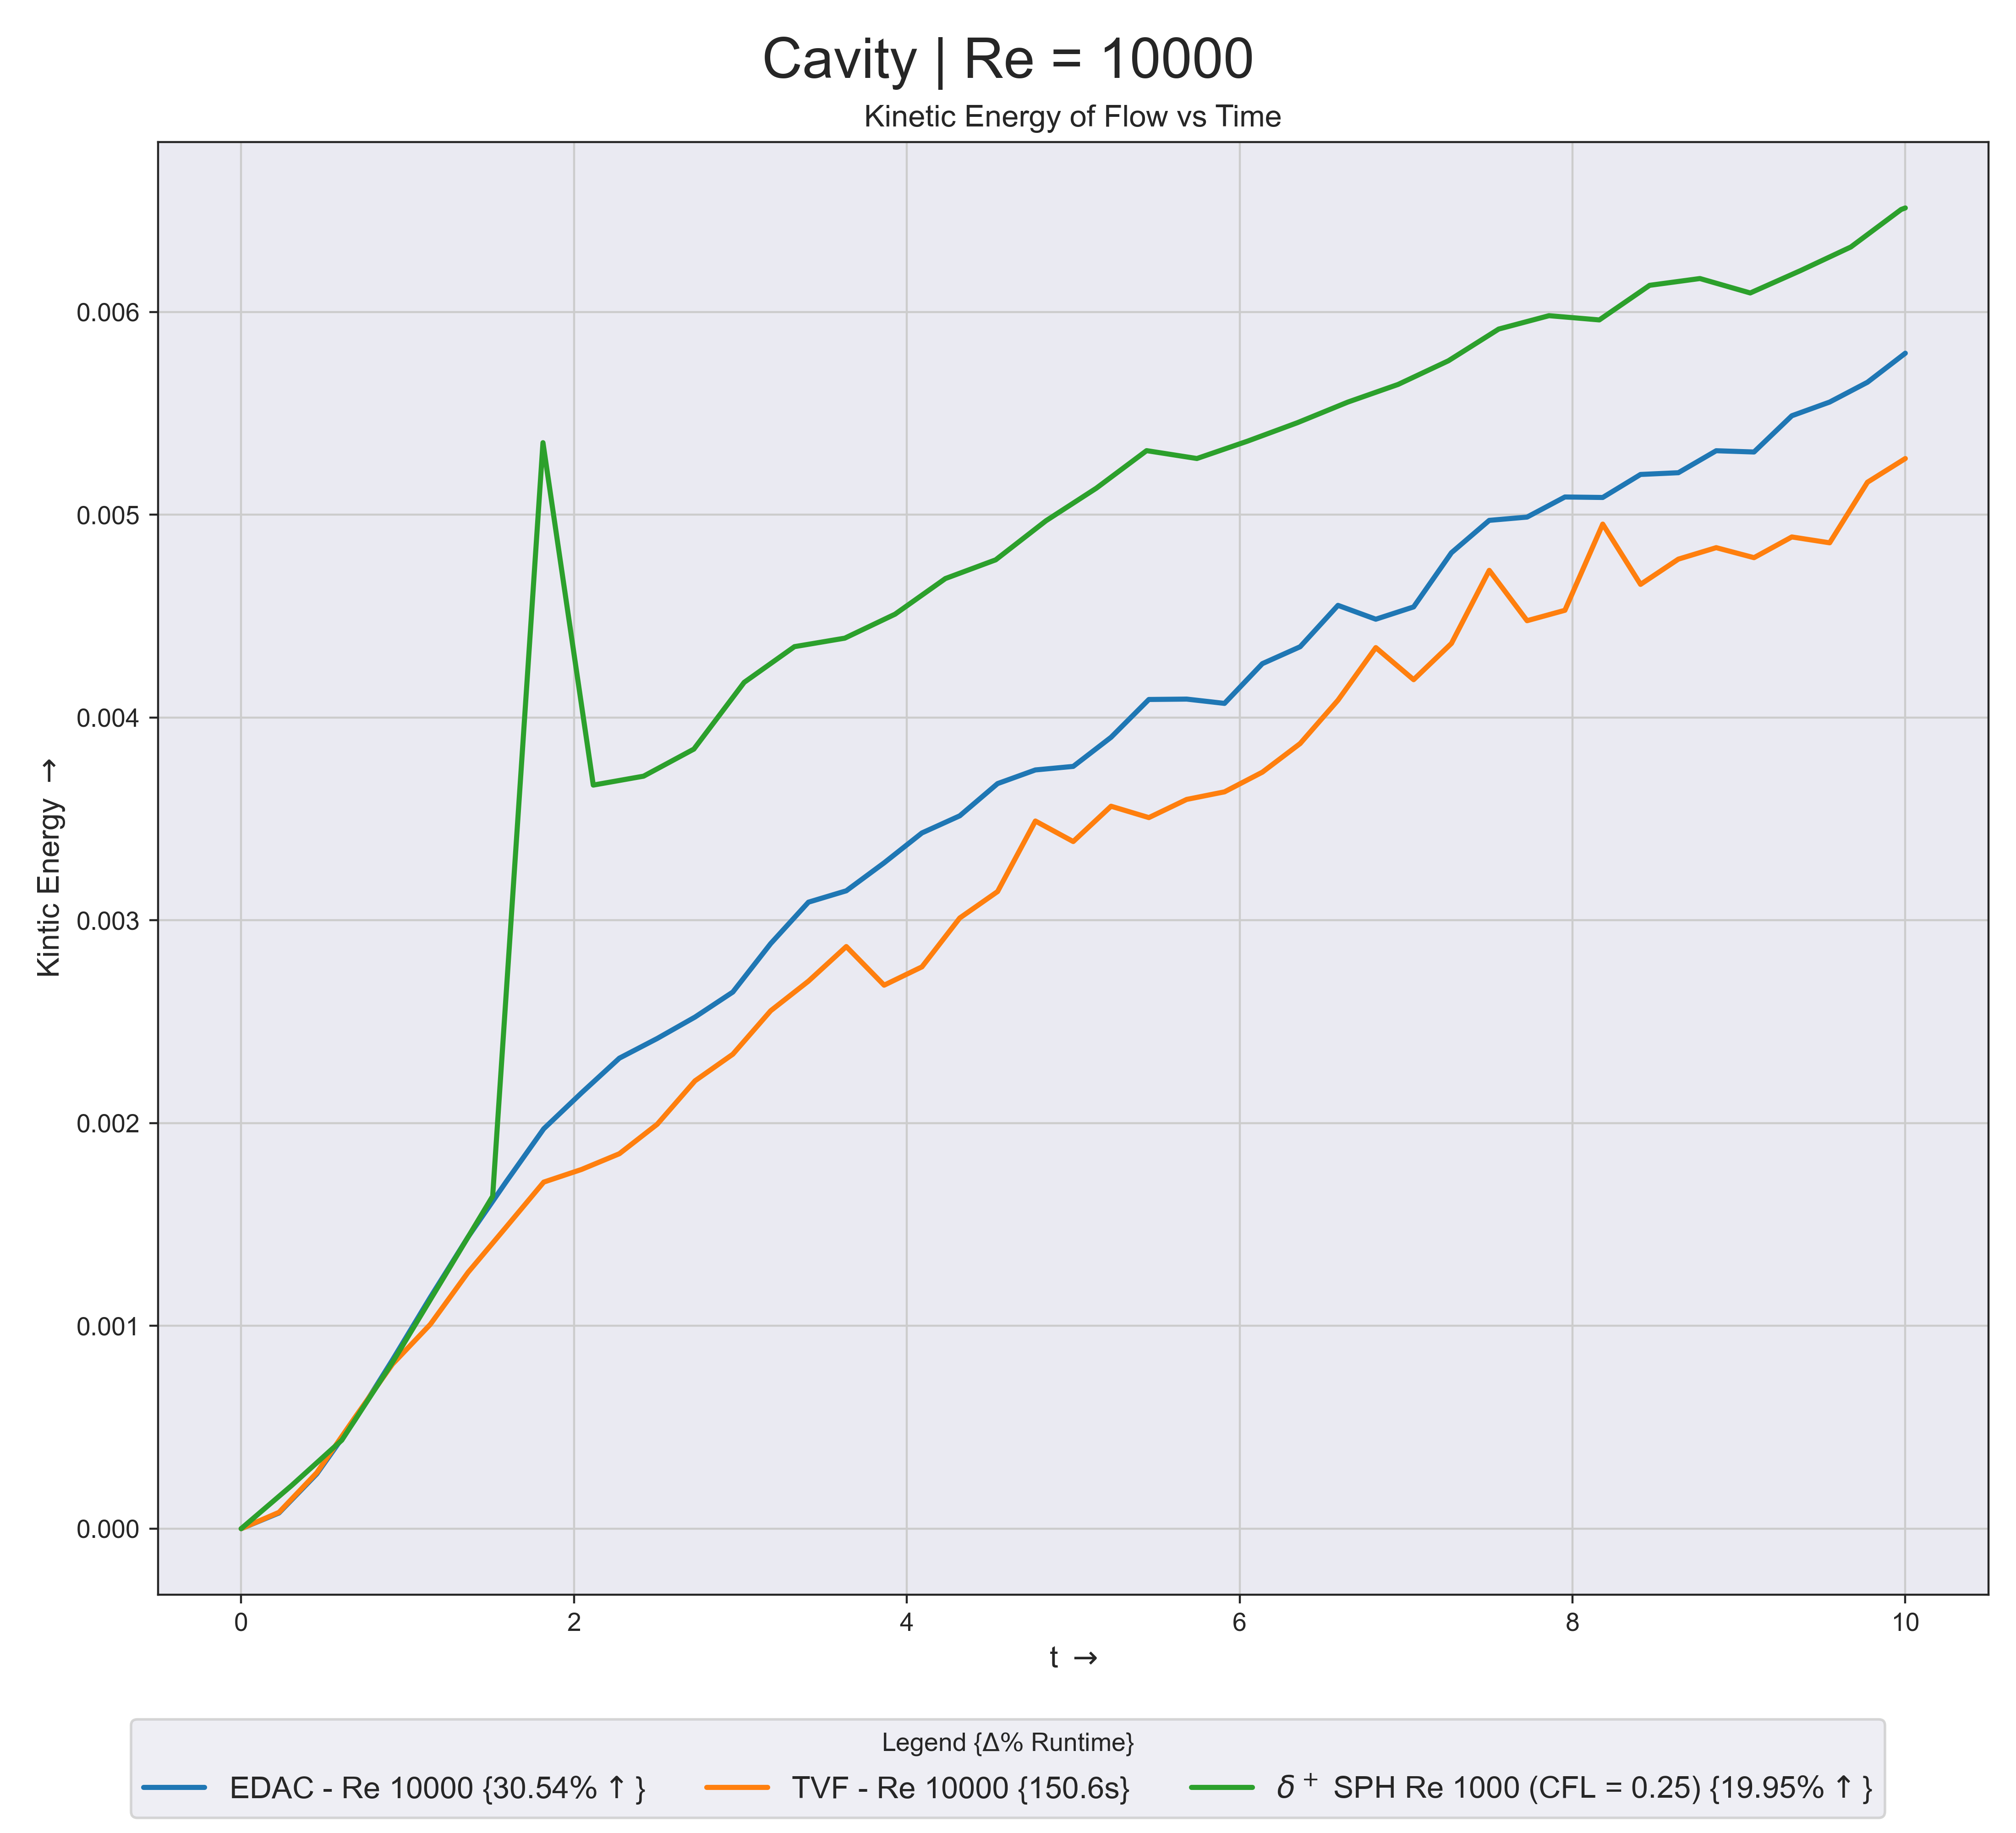 Cavity | Re = 10000
Kinetic Energy of Flow vs Time
Kintic Energy →
0.006
0.005
0.004
0.003
0.002
0.001
0.000
0 2 4 6 8 10
t →
Legend {Δ% Runtime}
EDAC - Re 10000 {30.54% ↑ } TVF - Re 10000 {150.6s} δ⁺ SPH Re 1000 (CFL = 0.25) {19.95% ↑ }